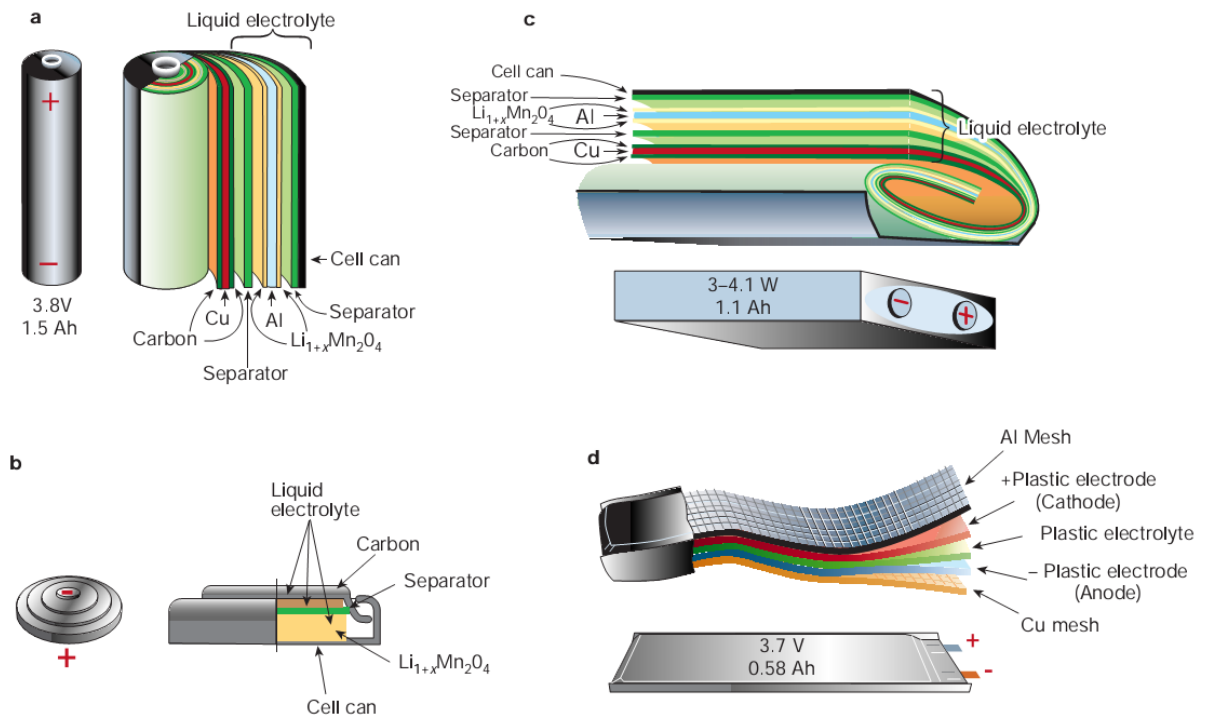 a
Liquid electrolyte
+
−
3.8V
1.5 Ah
Cell can
Separator
Cu
Al
Carbon
Li1+xMn2O4
Separator
c
Cell can
Separator
Li1+xMn2O4
Al
Separator
Carbon
Cu
Liquid electrolyte
3–4.1 W
1.1 Ah
−
+
b
Liquid
electrolyte
Carbon
Separator
−
+
Li1+xMn2O4
Cell can
d
Al Mesh
+Plastic electrode
(Cathode)
Plastic electrolyte
− Plastic electrode
(Anode)
Cu mesh
3.7 V
0.58 Ah
+
-